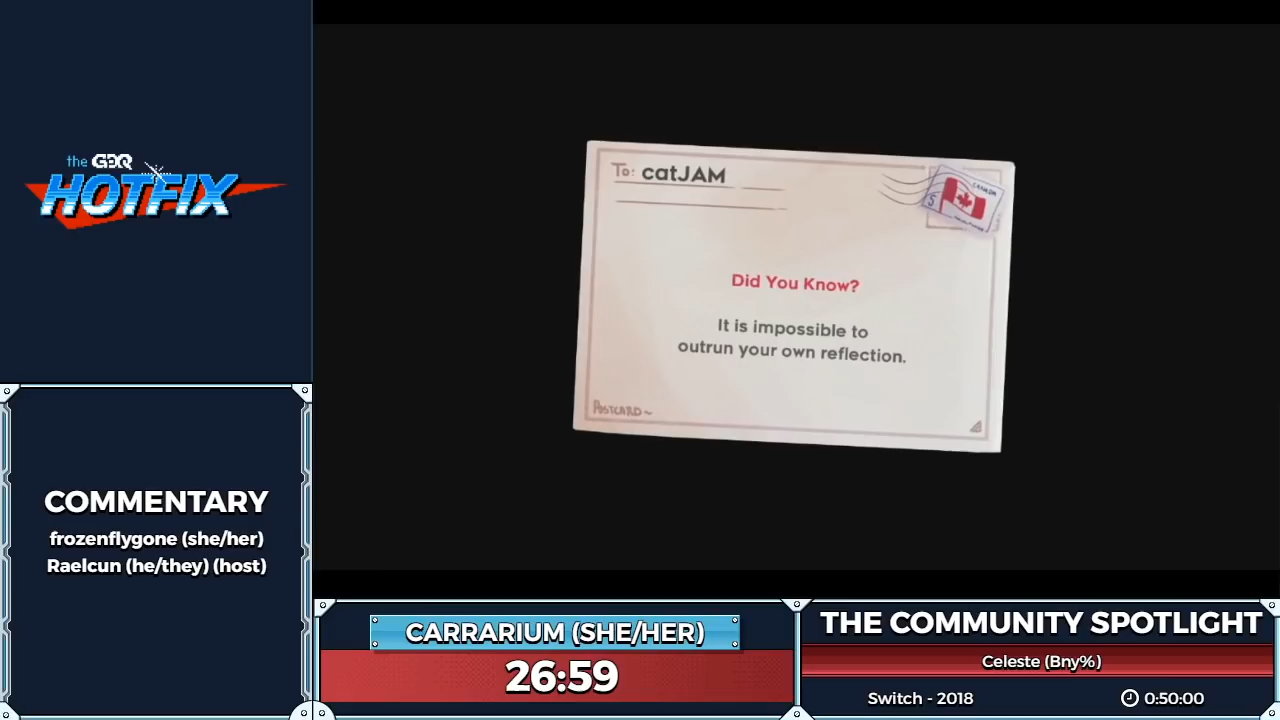 the GDQ
HOTFIX
To: catJAM
CANADA
5
Did You Know?
It is impossible to
outrun your own reflection.
POSTCARD~
COMMENTARY
frozenflygone (she/her)
Raelcun (he/they) (host)
CARRARIUM (SHE/HER)
26:59
THE COMMUNITY SPOTLIGHT
Celeste (Bny%)
Switch - 2018
0:50:00